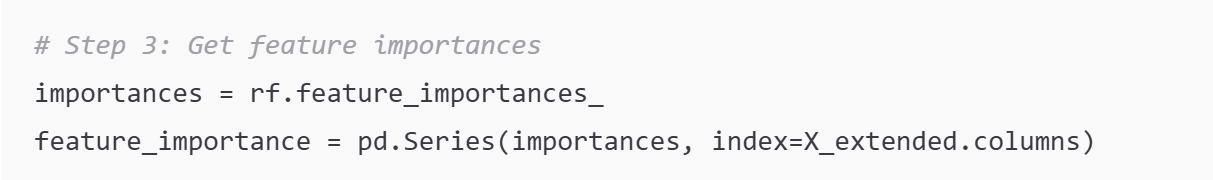 # Step 3: Get feature importances
importances = rf.feature_importances_
feature_importance = pd.Series(importances, index=X_extended.columns)